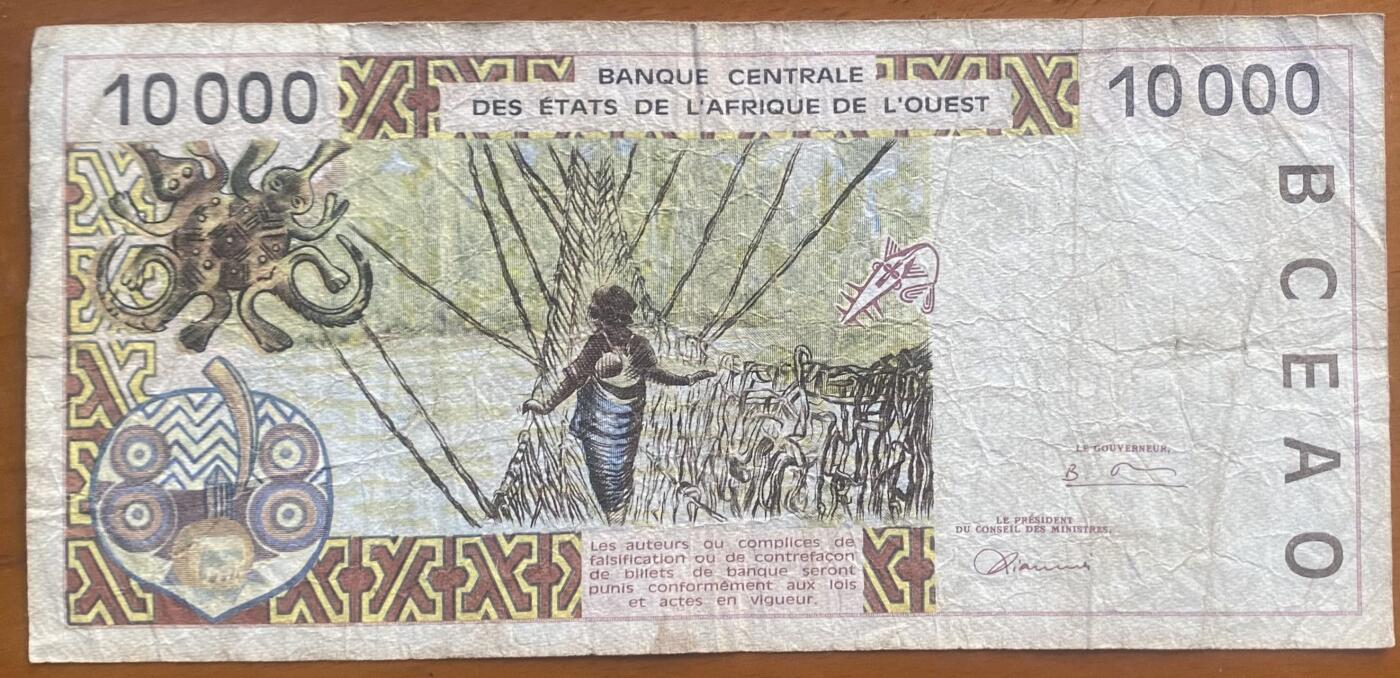 10 000
BANQUE CENTRALE
DES ÉTATS DE L'AFRIQUE DE L'OUEST
10 000
BCEAO
LE GOUVERNEUR,
LE PRÉSIDENT
DU CONSEIL DES MINISTRES,
Les auteurs ou complices de
falsification ou de contrefaçon
de billets de banque seront
punis conformément aux lois
et actes en vigueur.